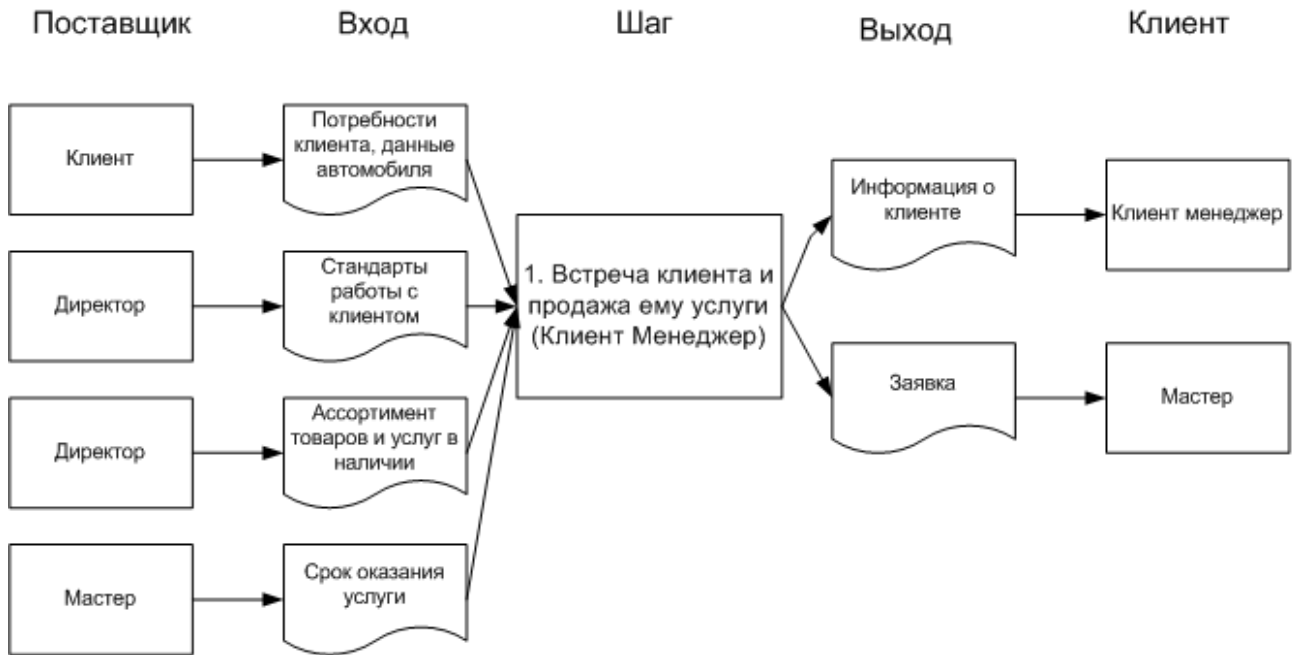 Поставщик
Вход
Шаг
Выход
Клиент
Клиент
Потребности
клиента, данные
автомобиля
Директор
Стандарты
работы с
клиентом
Директор
Ассортимент
товаров и услуг в
наличии
Мастер
Срок оказания
услуги
1. Встреча клиента и
продажа ему услуги
(Клиент Менеджер)
Информация о
клиенте
Клиент менеджер
Заявка
Мастер